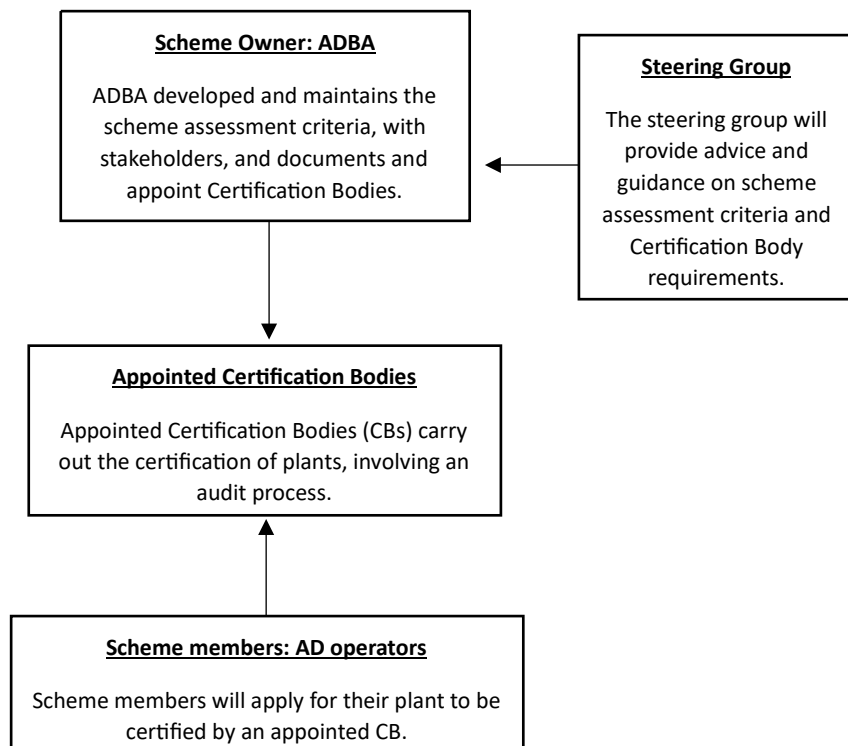 Scheme Owner: ADBA
ADBA developed and maintains the
scheme assessment criteria, with
stakeholders, and documents and
appoint Certification Bodies.
Steering Group
The steering group will
provide advice and
guidance on scheme
assessment criteria and
Certification Body
requirements.
Appointed Certification Bodies
Appointed Certification Bodies (CBs) carry
out the certification of plants, involving an
audit process.
Scheme members: AD operators
Scheme members will apply for their plant to be
certified by an appointed CB.